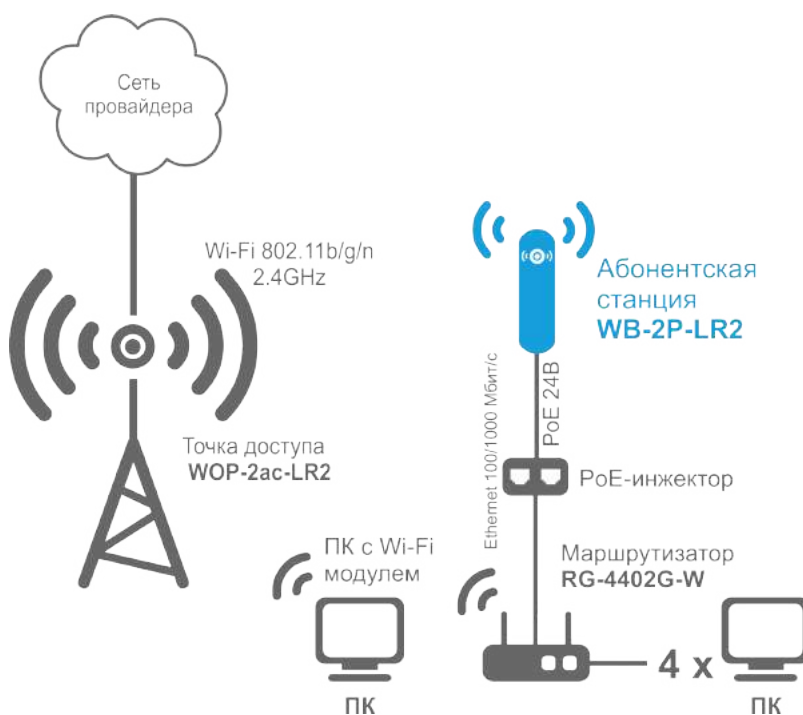 Сеть
провайдера
Wi-Fi 802.11b/g/n
2.4GHz
Точка доступа
WOP-2ac-LR2
Абонентская
станция
WB-2P-LR2
Ethernet 100/1000 Мбит/с
PoE 24В
PoE-инжектор
Маршрутизатор
RG-4402G-W
ПК с Wi-Fi
модулем
ПК
4 x
ПК